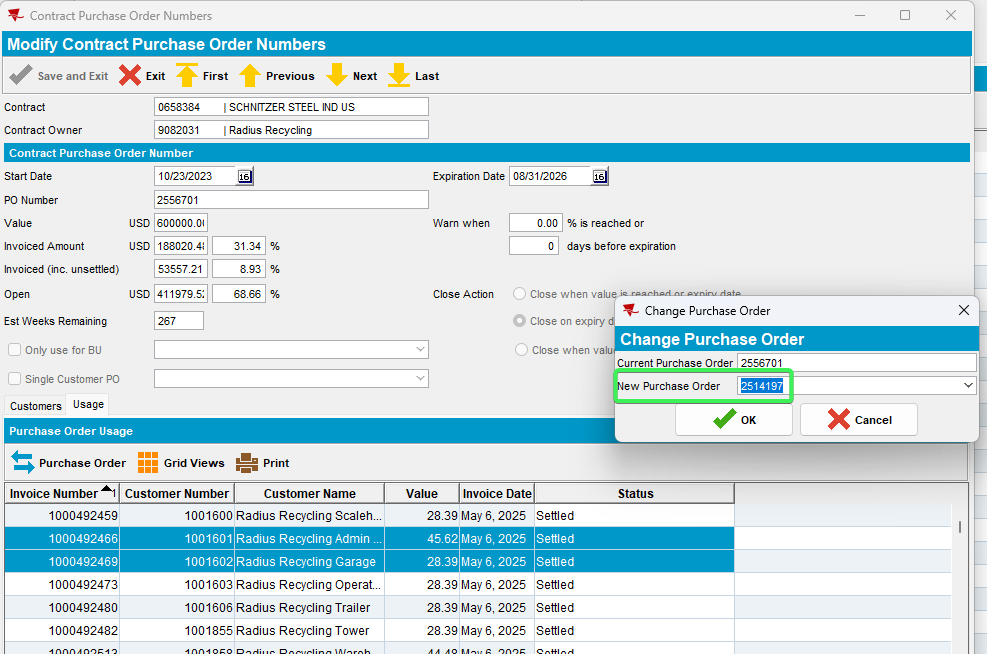 Contract Purchase Order Numbers
Modify Contract Purchase Order Numbers
Save and Exit Exit First Previous Next Last
Contract 0658384 | SCHNITZER STEEL IND US
Contract Owner 9082031 | Radius Recycling
Contract Purchase Order Number
Start Date 10/23/2023 16 Expiration Date 08/31/2026 16
PO Number 2556701
Value USD 600000.00 Warn when 0.00 % is reached or
Invoiced Amount USD 188020.48 31.34 % 0 days before expiration
Invoiced (inc. unsettled) 53557.21 8.93 %
Open USD 411979.52 68.66 % Close Action Close when value is reached or expiry date
Est Weeks Remaining 267 Close on expiry d
Only use for BU Close when valu
Single Customer PO
Change Purchase Order
Change Purchase Order
Current Purchase Order 2556701
New Purchase Order 2514197
OK Cancel
Customers Usage
Purchase Order Usage
Purchase Order Grid Views Print
Invoice Number 1 Customer Number Customer Name Value Invoice Date Status
1000492459 1001600 Radius Recycling Scaleh... 28.39 May 6, 2025 Settled
1000492466 1001601 Radius Recycling Admin ... 45.62 May 6, 2025 Settled
1000492469 1001602 Radius Recycling Garage 28.39 May 6, 2025 Settled
1000492473 1001603 Radius Recycling Operat... 28.39 May 6, 2025 Settled
1000492480 1001606 Radius Recycling Trailer 28.39 May 6, 2025 Settled
1000492482 1001855 Radius Recycling Tower 28.39 May 6, 2025 Settled
1000492513 1001858 Radius Recycling Wareh... 44.48 May 6, 2025 Settled